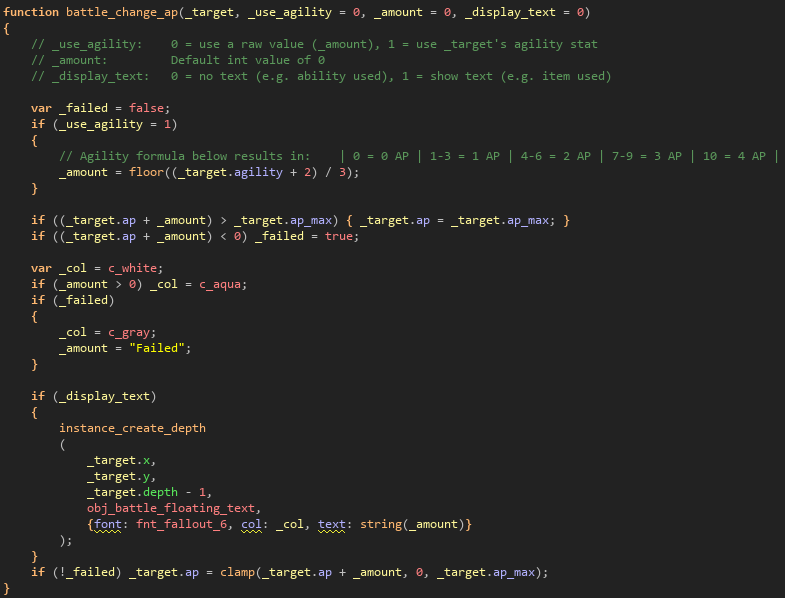 function battle_change_ap(_target, _use_agility = 0, _amount = 0, _display_text = 0)
{
    // _use_agility:    0 = use a raw value (_amount), 1 = use _target's agility stat
    // _amount:         Default int value of 0
    // _display_text:   0 = no text (e.g. ability used), 1 = show text (e.g. item used)

    var _failed = false;
    if (_use_agility = 1)
    {
        // Agility formula below results in:    | 0 = 0 AP | 1-3 = 1 AP | 4-6 = 2 AP | 7-9 = 3 AP | 10 = 4 AP |
        _amount = floor((_target.agility + 2) / 3);
    }

    if ((_target.ap + _amount) > _target.ap_max) { _target.ap = _target.ap_max; }
    if ((_target.ap + _amount) < 0) _failed = true;

    var _col = c_white;
    if (_amount > 0) _col = c_aqua;
    if (_failed)
    {
        _col = c_gray;
        _amount = "Failed";
    }

    if (_display_text)
    {
        instance_create_depth
        (
            _target.x,
            _target.y,
            _target.depth - 1,
            obj_battle_floating_text,
            {font: fnt_fallout_6, col: _col, text: string(_amount)}
        );
    }
    if (!_failed) _target.ap = clamp(_target.ap + _amount, 0, _target.ap_max);
}